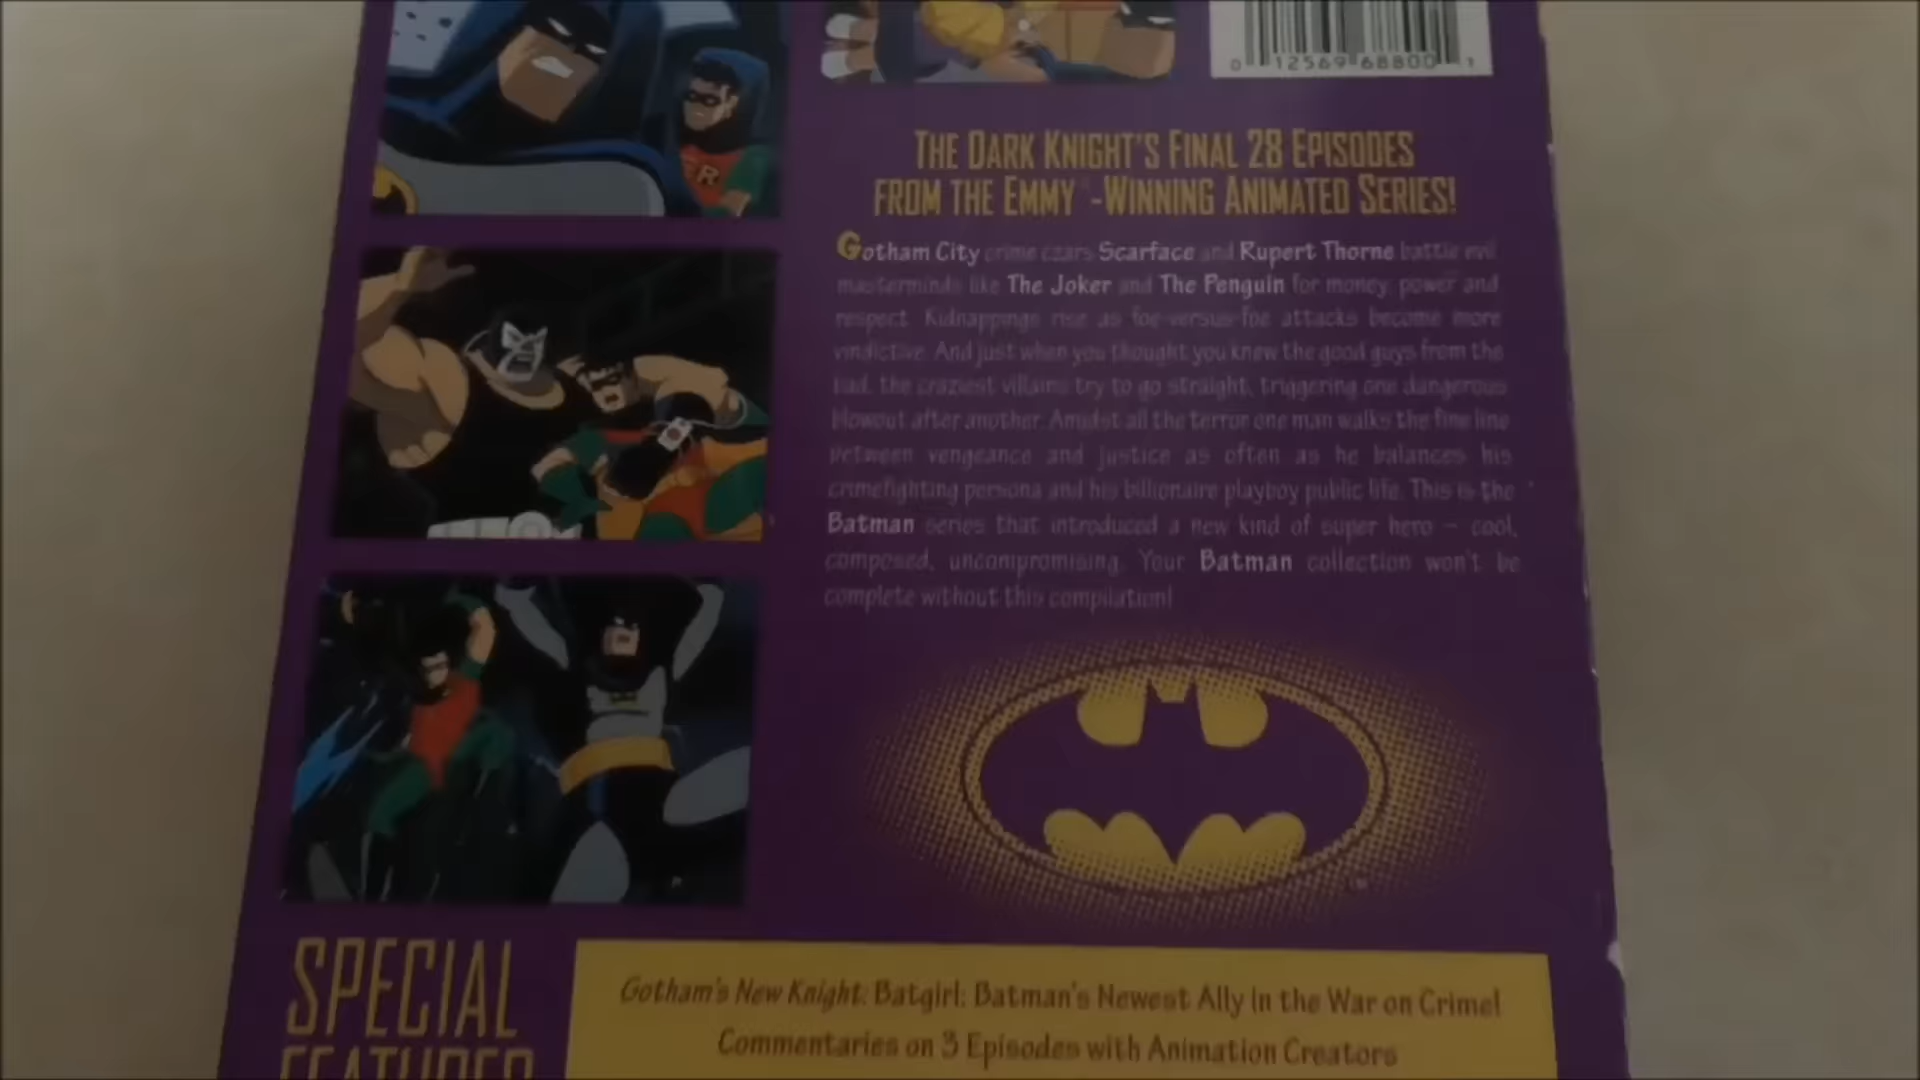 0 12569 68800 7
THE DARK KNIGHT'S FINAL 28 EPISODES
FROM THE EMMY®-WINNING ANIMATED SERIES!
Gotham City crime czars Scarface and Rupert Thorne battle evil
masterminds like The Joker and The Penguin for money, power and
respect. Kidnappings rise as foe-versus-foe attacks become more
vindictive. And just when you thought you knew the good guys from the
bad, the craziest villains try to go straight, triggering one dangerous
blowout after another. Amidst all the terror one man walks the fine line
between vengeance and justice as often as he balances his
crimefighting persona and his billionaire playboy public life. This is the
Batman series that introduced a new kind of super hero – cool,
composed, uncompromising. Your Batman collection won't be
complete without this compilation!
R
TM
SPECIAL
FEATURES
Gotham's New Knight: Batgirl: Batman's Newest Ally in the War on Crime!
Commentaries on 3 Episodes with Animation Creators